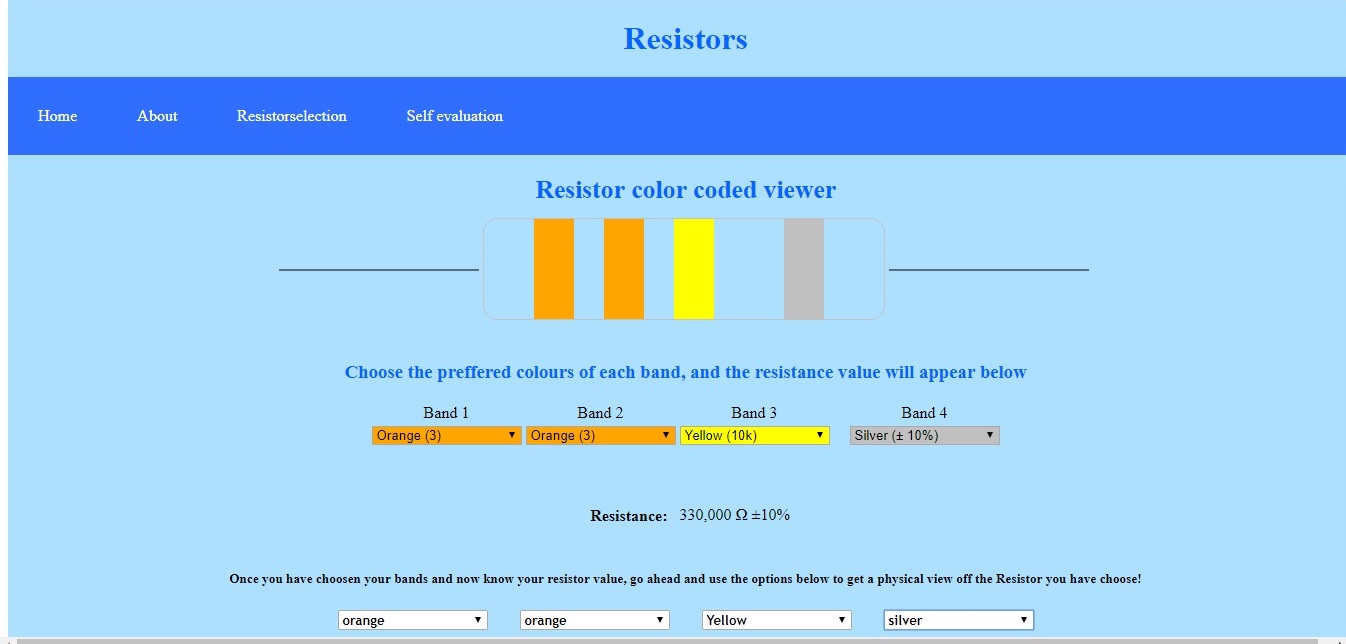 Resistors
Home About Resistorselection Self evaluation
Resistor color coded viewer
Choose the preffered colours of each band, and the resistance value will appear below
Band 1 Band 2 Band 3 Band 4
Orange (3) Orange (3) Yellow (10k) Silver (± 10%)
Resistance: 330,000 Ω ±10%
Once you have choosen your bands and now know your resistor value, go ahead and use the options below to get a physical view off the Resistor you have choose!
orange orange Yellow silver